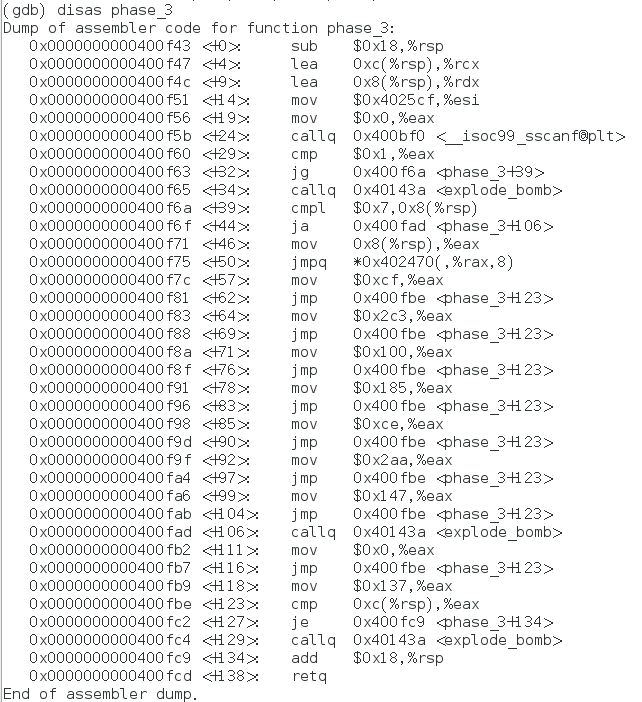 (gdb) disas phase_3
Dump of assembler code for function phase_3:
0x0000000000400f43 <+0>: sub $0x18,%rsp
0x0000000000400f47 <+4>: lea 0xc(%rsp),%rcx
0x0000000000400f4c <+9>: lea 0x8(%rsp),%rdx
0x0000000000400f51 <+14>: mov $0x4025cf,%esi
0x0000000000400f56 <+19>: mov $0x0,%eax
0x0000000000400f5b <+24>: callq 0x400bf0 <__isoc99_sscanf@plt>
0x0000000000400f60 <+29>: cmp $0x1,%eax
0x0000000000400f63 <+32>: jg 0x400f6a <phase_3+39>
0x0000000000400f65 <+34>: callq 0x40143a <explode_bomb>
0x0000000000400f6a <+39>: cmpl $0x7,0x8(%rsp)
0x0000000000400f6f <+44>: ja 0x400fad <phase_3+106>
0x0000000000400f71 <+46>: mov 0x8(%rsp),%eax
0x0000000000400f75 <+50>: jmpq *0x402470(,%rax,8)
0x0000000000400f7c <+57>: mov $0xcf,%eax
0x0000000000400f81 <+62>: jmp 0x400fbe <phase_3+123>
0x0000000000400f83 <+64>: mov $0x2c3,%eax
0x0000000000400f88 <+69>: jmp 0x400fbe <phase_3+123>
0x0000000000400f8a <+71>: mov $0x100,%eax
0x0000000000400f8f <+76>: jmp 0x400fbe <phase_3+123>
0x0000000000400f91 <+78>: mov $0x185,%eax
0x0000000000400f96 <+83>: jmp 0x400fbe <phase_3+123>
0x0000000000400f98 <+85>: mov $0xce,%eax
0x0000000000400f9d <+90>: jmp 0x400fbe <phase_3+123>
0x0000000000400f9f <+92>: mov $0x2aa,%eax
0x0000000000400fa4 <+97>: jmp 0x400fbe <phase_3+123>
0x0000000000400fa6 <+99>: mov $0x147,%eax
0x0000000000400fab <+104>: jmp 0x400fbe <phase_3+123>
0x0000000000400fad <+106>: callq 0x40143a <explode_bomb>
0x0000000000400fb2 <+111>: mov $0x0,%eax
0x0000000000400fb7 <+116>: jmp 0x400fbe <phase_3+123>
0x0000000000400fb9 <+118>: mov $0x137,%eax
0x0000000000400fbe <+123>: cmp 0xc(%rsp),%eax
0x0000000000400fc2 <+127>: je 0x400fc9 <phase_3+134>
0x0000000000400fc4 <+129>: callq 0x40143a <explode_bomb>
0x0000000000400fc9 <+134>: add $0x18,%rsp
0x0000000000400fcd <+138>: retq
End of assembler dump.